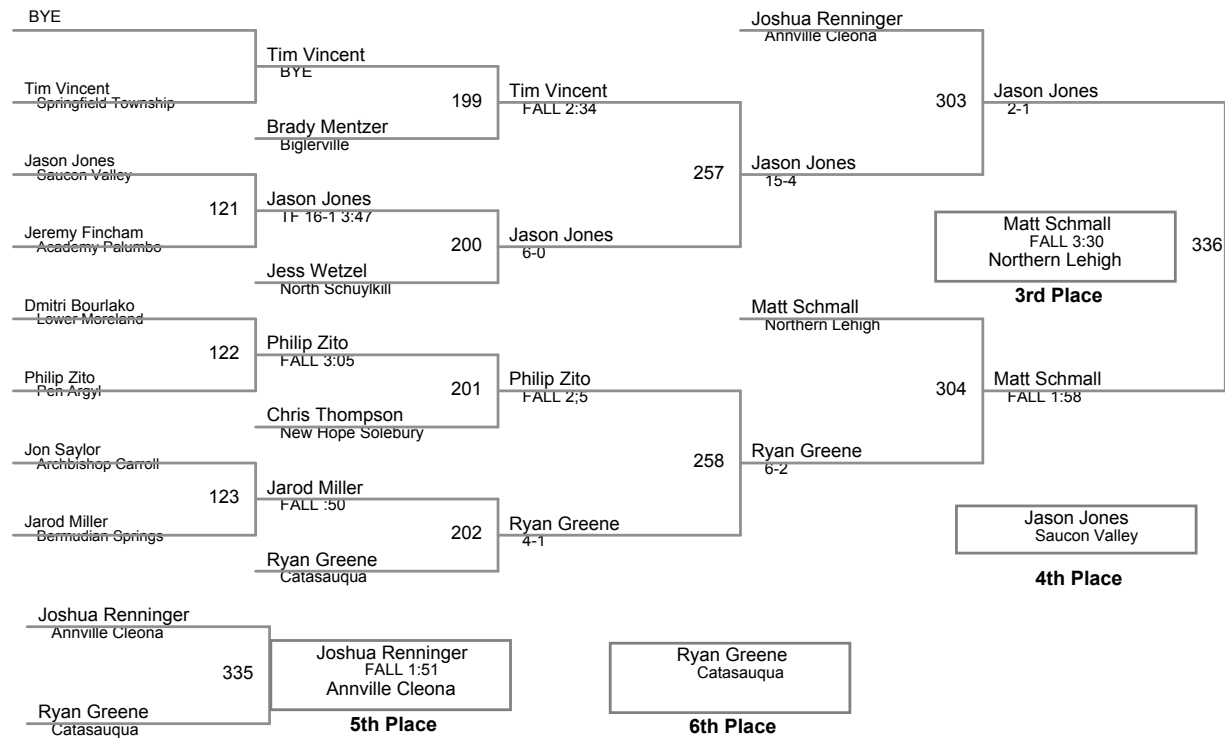 BYE
Tim Vincent
Springfield Township
Jason Jones
Saucon Valley
121
Jeremy Fincham
Academy Palumbo
Dmitri Bourlako
Lower Moreland
122
Philip Zito
Pen Argyl
Jon Saylor
Archbishop Carroll
123
Jarod Miller
Bermudian Springs
Tim Vincent
BYE
199
Brady Mentzer
Biglerville
Jason Jones
TF 16-1 3:47
200
Jess Wetzel
North Schuylkill
Philip Zito
FALL 3:05
201
Chris Thompson
New Hope Solebury
Jarod Miller
FALL :50
202
Ryan Greene
Catasauqua
Tim Vincent
FALL 2:34
257
Jason Jones
6-0
Philip Zito
FALL 2;5
258
Ryan Greene
4-1
Joshua Renninger
Annville Cleona
303
Jason Jones
15-4
Matt Schmall
Northern Lehigh
304
Ryan Greene
6-2
Jason Jones
2-1
Matt Schmall
FALL 3:30
Northern Lehigh
336
3rd Place
Matt Schmall
FALL 1:58
Jason Jones
Saucon Valley
4th Place
Joshua Renninger
Annville Cleona
335
Ryan Greene
Catasauqua
Joshua Renninger
FALL 1:51
Annville Cleona
5th Place
Ryan Greene
Catasauqua
6th Place